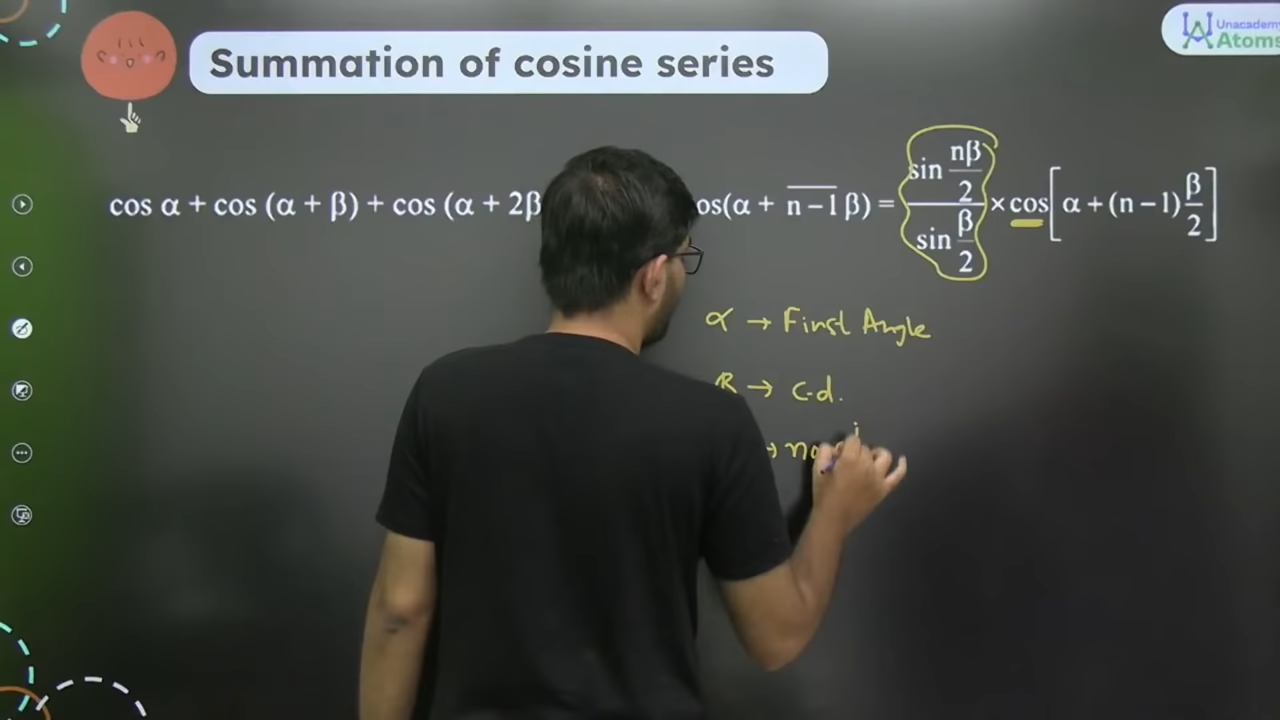 Summation of cosine series
Unacademy
Atoms
cos α + cos (α + β) + cos (α + 2β os(α + n̅ ̅-̅ ̅1̅ β) = sin nβ/2 / sin β/2 × cos[α + (n − 1) β/2]
α → First Angle
β → c.d.
→ no